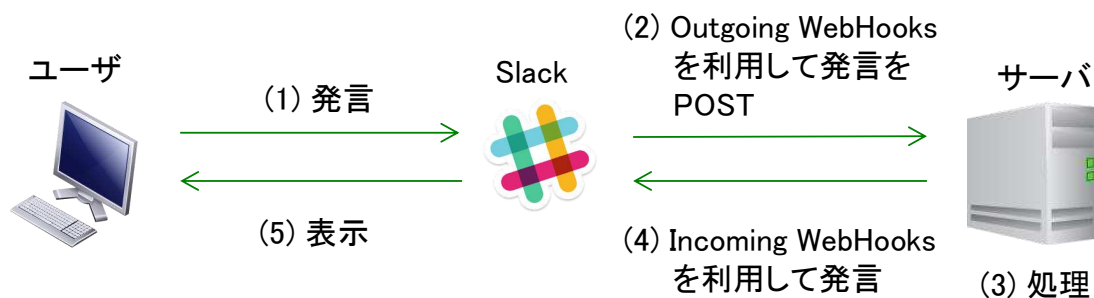 ユーザ
(1) 発言
(5) 表示
Slack
(2) Outgoing WebHooks
を利用して発言を
POST
(4) Incoming WebHooks
を利用して発言
サーバ
(3) 処理